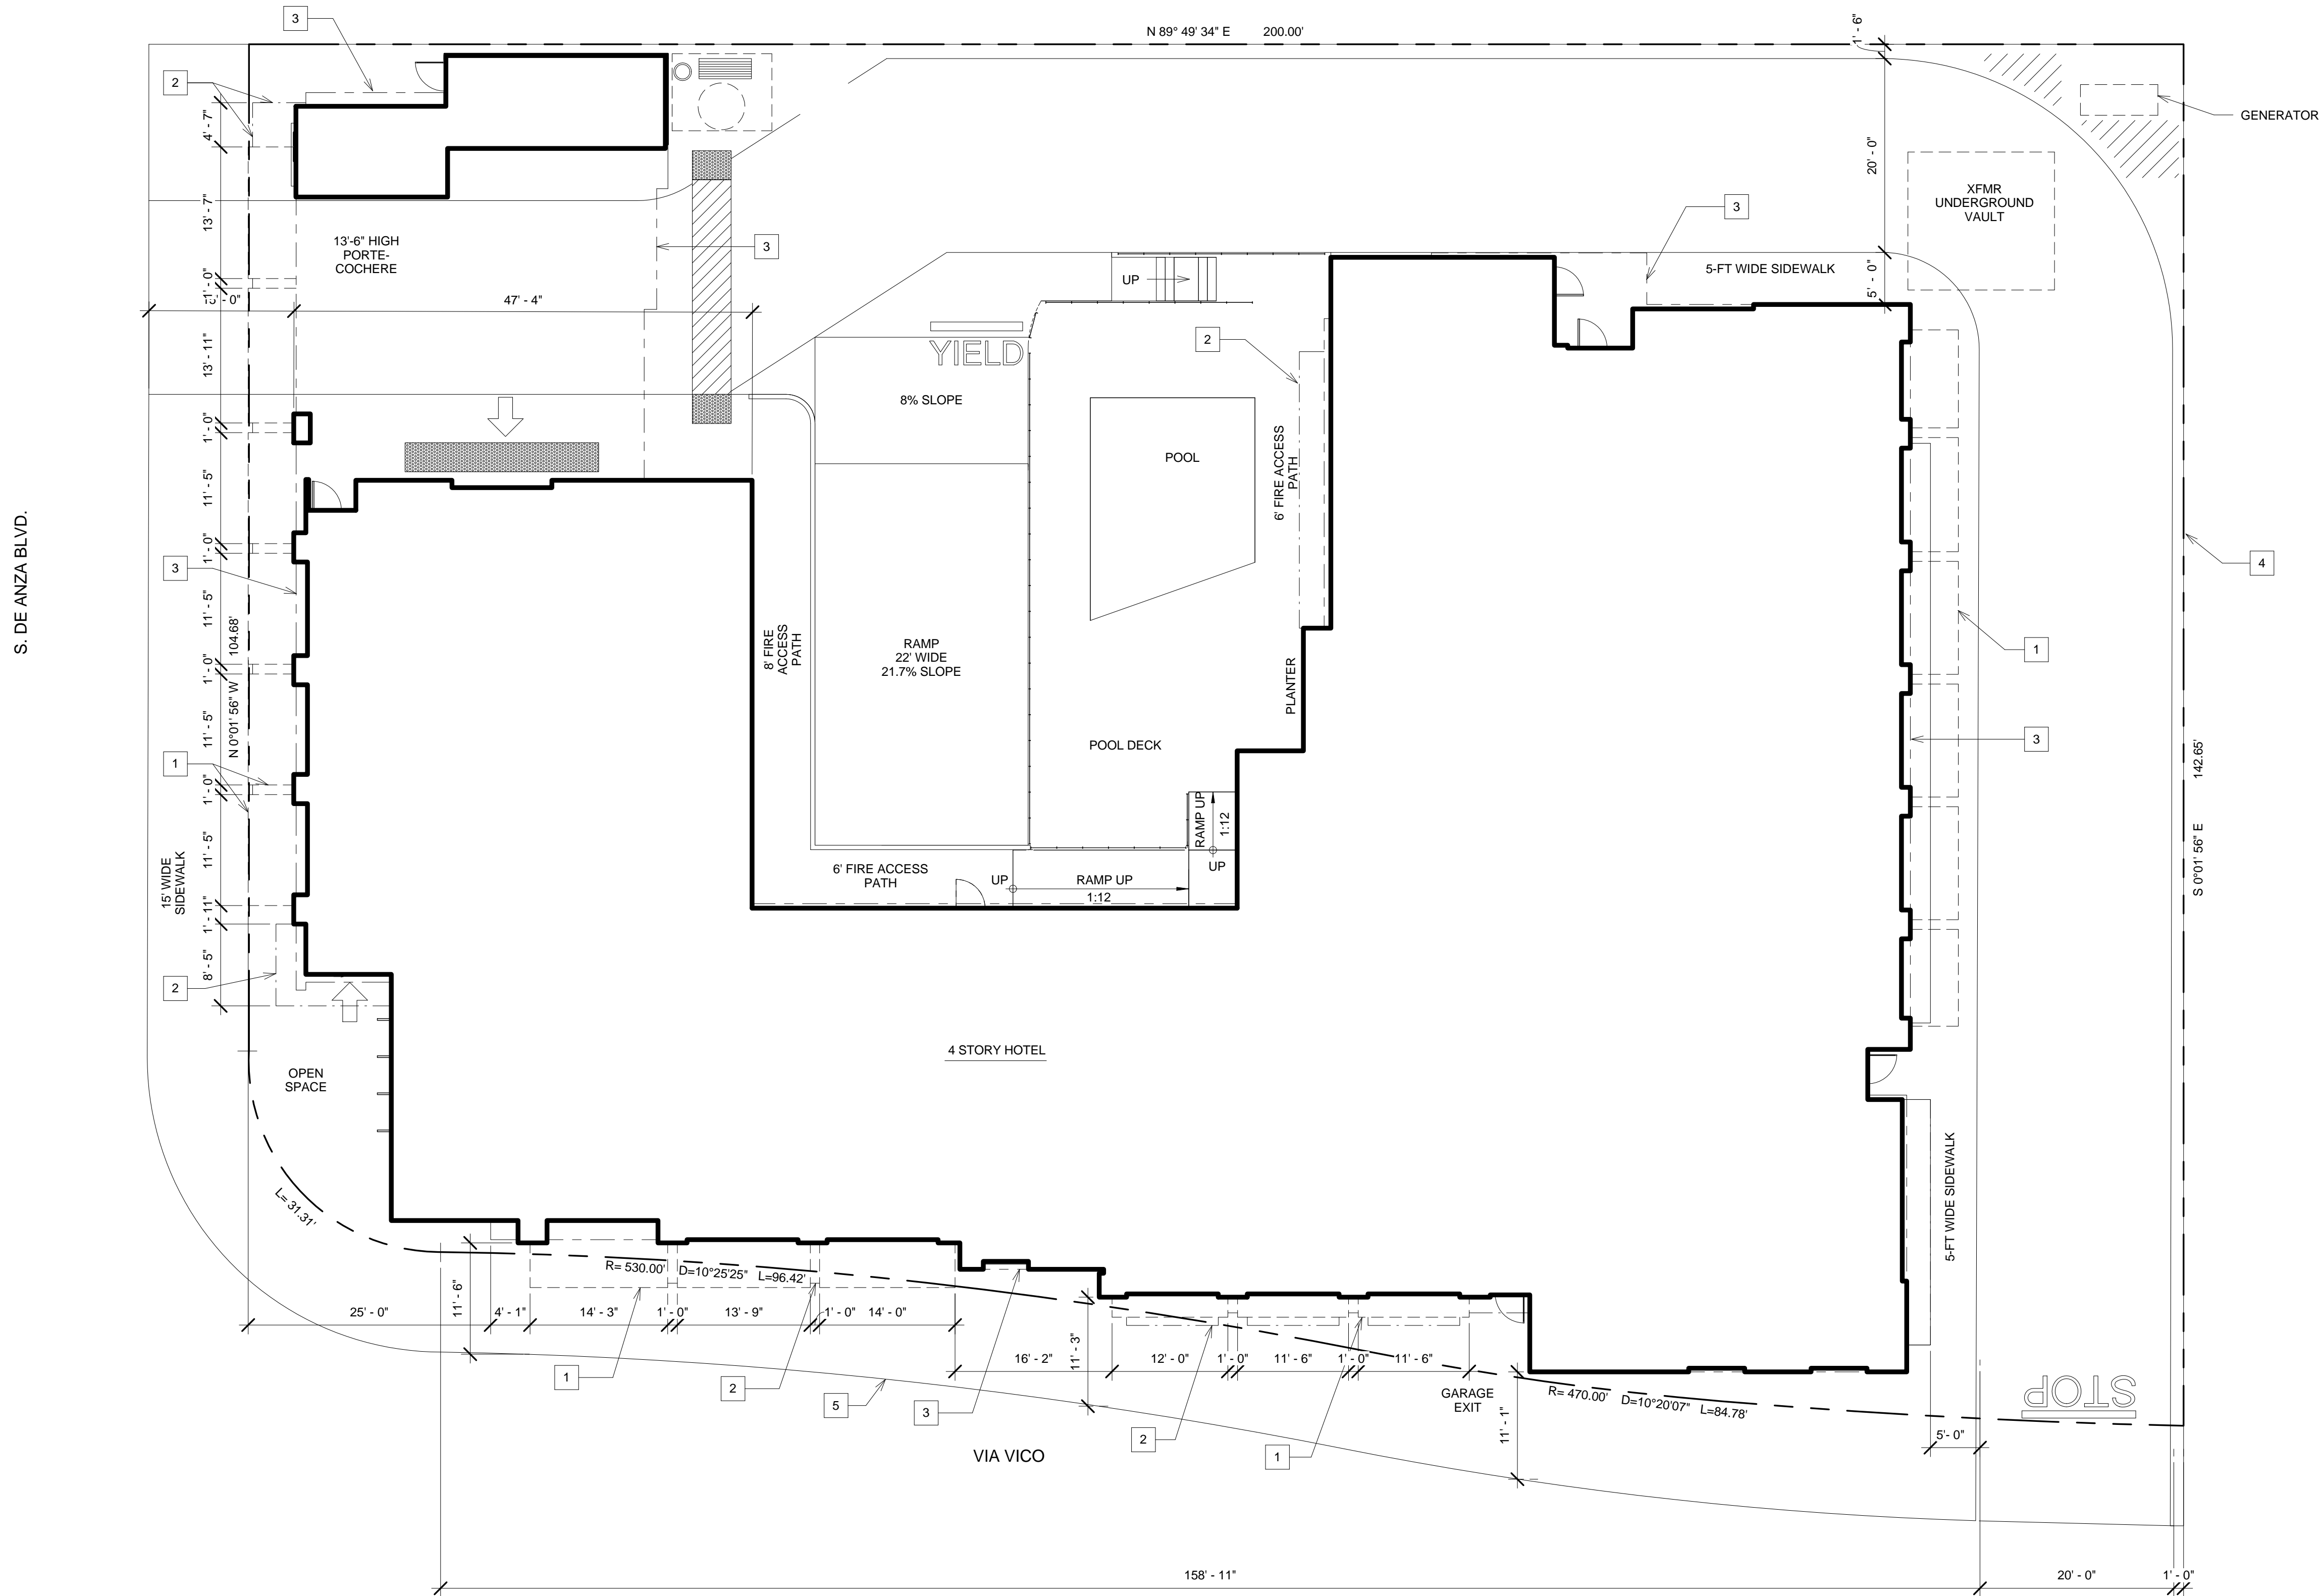 3
N 89° 49' 34" E 200.00'
1' - 6"
2
GENERATOR
4' - 7"
20' - 0"
XFMR
UNDERGROUND
VAULT
13' - 7"
3
13'-6" HIGH
PORTE-
COCHERE
3
5-FT WIDE SIDEWALK
UP
1' - 0"
47' - 4"
5' - 0"
2
YIELD
13' - 11"
8% SLOPE
1' - 0"
POOL
6' FIRE ACCESS
PATH
11' - 5"
S. DE ANZA BLVD.
1' - 0"
4
3
11' - 5"
N 0°01' 56" W 104.68'
8' FIRE
ACCESS
PATH
RAMP
22' WIDE
21.7% SLOPE
1
1' - 0"
PLANTER
11' - 5"
POOL DECK
3
S 0°01' 56" E 142.65'
1
1' - 0"
RAMP UP
1:12
11' - 5"
15' WIDE
SIDEWALK
6' FIRE ACCESS
PATH
UP
RAMP UP
1:12
UP
1' - 11"
8' - 5"
2
4 STORY HOTEL
OPEN
SPACE
L= 31.31'
5-FT WIDE SIDEWALK
R= 530.00' D=10°25'25" L=96.42'
11' - 6"
25' - 0"
4' - 1"
14' - 3"
1' - 0"
13' - 9"
1' - 0"
14' - 0"
11' - 3"
16' - 2"
12' - 0"
1' - 0"
11' - 6"
1' - 0"
11' - 6"
1
2
5
3
GARAGE
EXIT
R= 470.00' D=10°20'07" L=84.78'
STOP
11' - 1"
2
1
5'- 0"
VIA VICO
158' - 11"
20' - 0"
1' - 0"